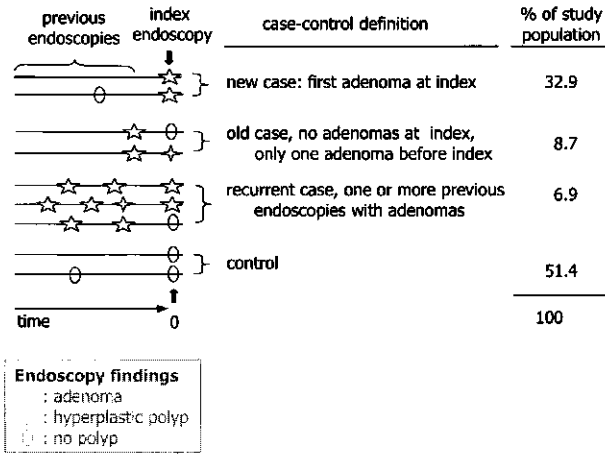 previous endoscopies
index endoscopy
case-control definition
% of study population
new case: first adenoma at index
32.9
old case, no adenomas at index,
only one adenoma before index
8.7
recurrent case, one or more previous
endoscopies with adenomas
6.9
control
51.4
time
0
100
Endoscopy findings
: adenoma
: hyperplastic polyp
: no polyp